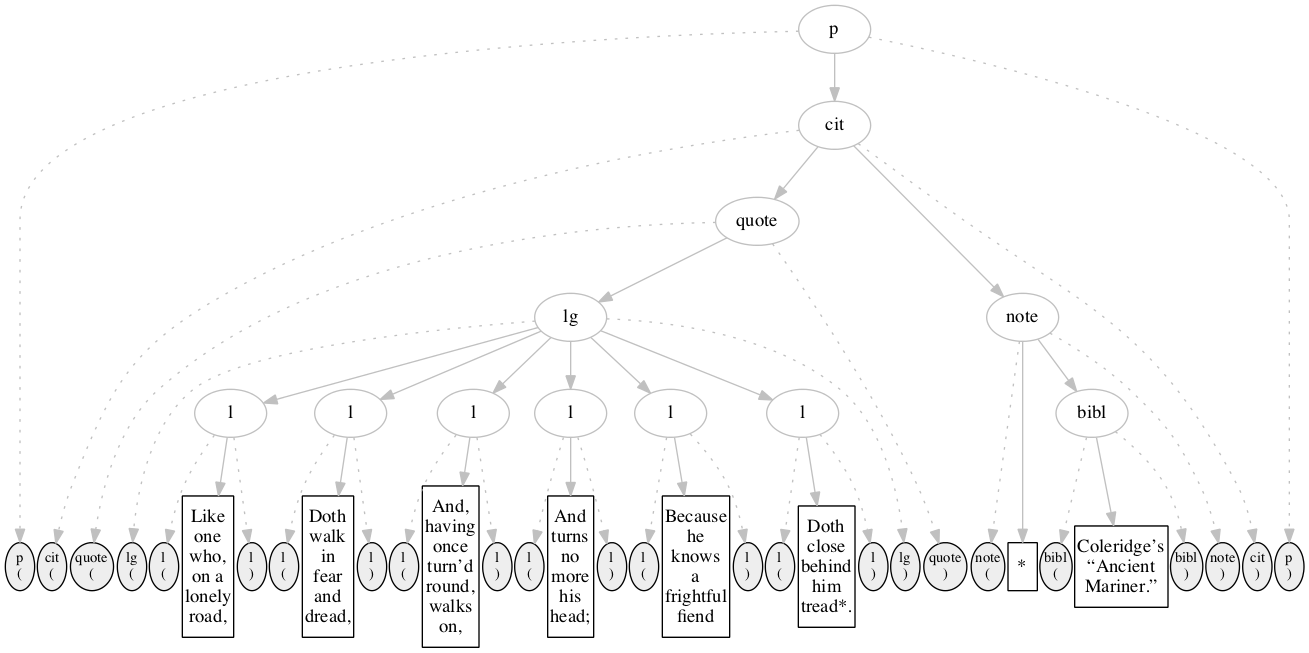 p
cit
quote
lg
note
l
l
l
l
l
l
bibl
p
(
cit
(
quote
(
lg
(
l
(
Like
one
who,
on a
lonely
road,
l
)
l
(
Doth
walk
in
fear
and
dread,
l
)
l
(
And,
having
once
turn’d
round,
walks
on,
l
)
l
(
And
turns
no
more
his
head;
l
)
l
(
Because
he
knows
a
frightful
fiend
l
)
l
(
Doth
close
behind
him
tread*.
l
)
lg
)
quote
)
note
(
*
bibl
(
Coleridge’s
“Ancient
Mariner.”
bibl
)
note
)
cit
)
p
)